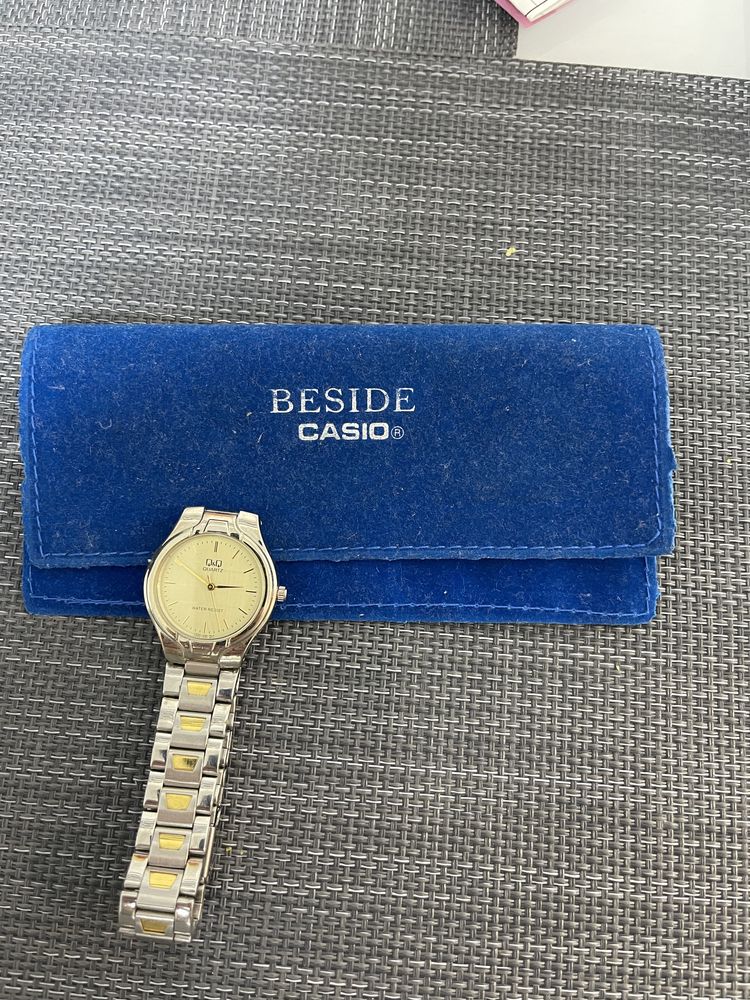 BESIDE
CASIO®
Q&Q
QUARTZ
WATER RESIST